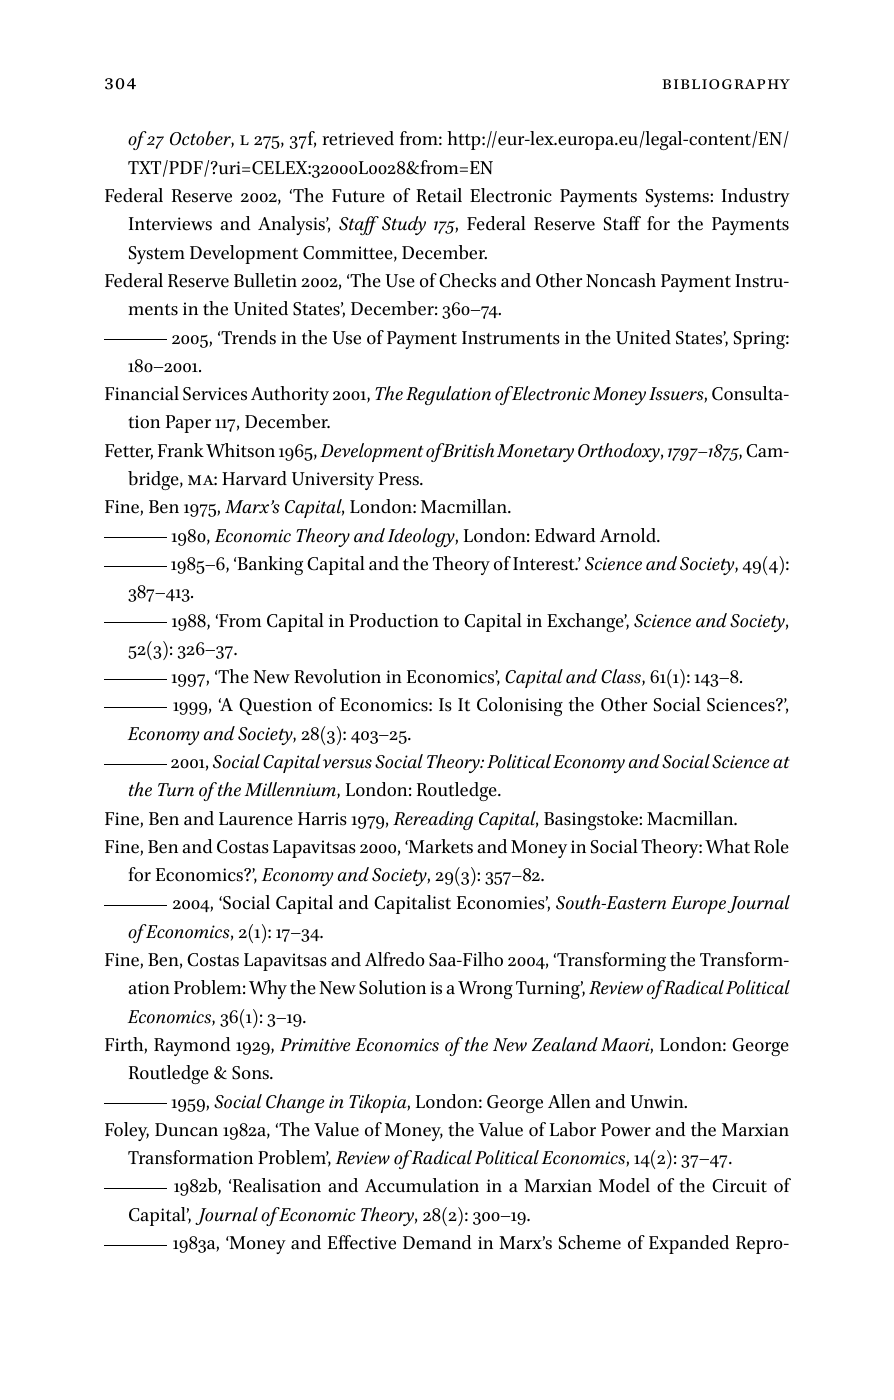 304 BIBLIOGRAPHY
of 27 October, L 275, 37f, retrieved from: http://eur-lex.europa.eu/legal-content/EN/
TXT/PDF/?uri=CELEX:32000L0028&from=EN
Federal Reserve 2002, ‘The Future of Retail Electronic Payments Systems: Industry
Interviews and Analysis’, Staff Study 175, Federal Reserve Staff for the Payments
System Development Committee, December.
Federal Reserve Bulletin 2002, ‘The Use of Checks and Other Noncash Payment Instru-
ments in the United States’, December: 360–74.
——— 2005, ‘Trends in the Use of Payment Instruments in the United States’, Spring:
180–2001.
Financial Services Authority 2001, The Regulation of Electronic Money Issuers, Consulta-
tion Paper 117, December.
Fetter, Frank Whitson 1965, Development of British Monetary Orthodoxy, 1797–1875, Cam-
bridge, MA: Harvard University Press.
Fine, Ben 1975, Marx’s Capital, London: Macmillan.
——— 1980, Economic Theory and Ideology, London: Edward Arnold.
——— 1985–6, ‘Banking Capital and the Theory of Interest.’ Science and Society, 49(4):
387–413.
——— 1988, ‘From Capital in Production to Capital in Exchange’, Science and Society,
52(3): 326–37.
——— 1997, ‘The New Revolution in Economics’, Capital and Class, 61(1): 143–8.
——— 1999, ‘A Question of Economics: Is It Colonising the Other Social Sciences?’,
Economy and Society, 28(3): 403–25.
——— 2001, Social Capital versus Social Theory: Political Economy and Social Science at
the Turn of the Millennium, London: Routledge.
Fine, Ben and Laurence Harris 1979, Rereading Capital, Basingstoke: Macmillan.
Fine, Ben and Costas Lapavitsas 2000, ‘Markets and Money in Social Theory: What Role
for Economics?’, Economy and Society, 29(3): 357–82.
——— 2004, ‘Social Capital and Capitalist Economies’, South-Eastern Europe Journal
of Economics, 2(1): 17–34.
Fine, Ben, Costas Lapavitsas and Alfredo Saa-Filho 2004, ‘Transforming the Transform-
ation Problem: Why the New Solution is a Wrong Turning’, Review of Radical Political
Economics, 36(1): 3–19.
Firth, Raymond 1929, Primitive Economics of the New Zealand Maori, London: George
Routledge & Sons.
——— 1959, Social Change in Tikopia, London: George Allen and Unwin.
Foley, Duncan 1982a, ‘The Value of Money, the Value of Labor Power and the Marxian
Transformation Problem’, Review of Radical Political Economics, 14(2): 37–47.
——— 1982b, ‘Realisation and Accumulation in a Marxian Model of the Circuit of
Capital’, Journal of Economic Theory, 28(2): 300–19.
——— 1983a, ‘Money and Effective Demand in Marx’s Scheme of Expanded Repro-